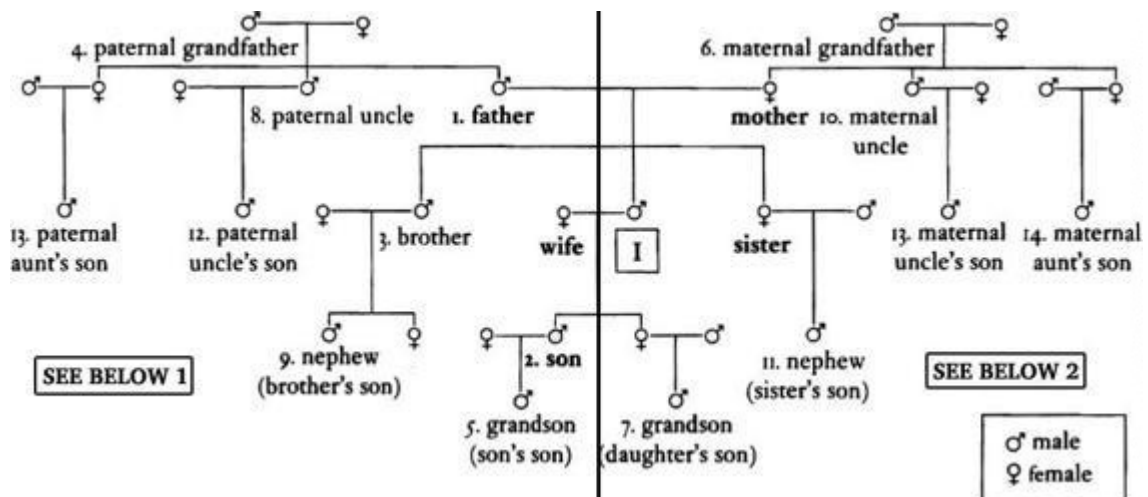 4. paternal grandfather
6. maternal grandfather
8. paternal uncle
1. father
mother
10. maternal
uncle
13. paternal
aunt's son
12. paternal
uncle's son
3. brother
wife
I
sister
13. maternal
uncle's son
14. maternal
aunt's son
SEE BELOW 1
9. nephew
(brother's son)
2. son
11. nephew
(sister's son)
SEE BELOW 2
5. grandson
(son's son)
7. grandson
(daughter's son)
♂ male
♀ female